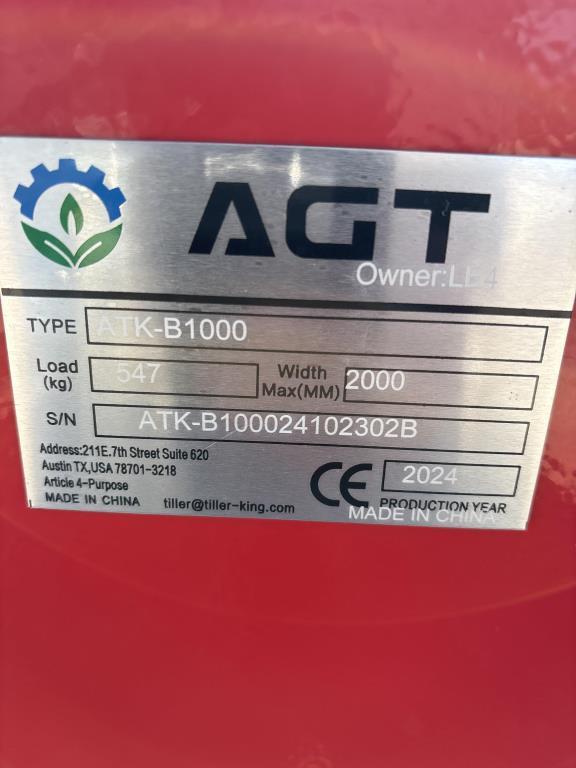 AGT
Owner:LE4
TYPE ATK-B1000
Load (kg) 547 Width Max(MM) 2000
S/N ATK-B100024102302B
Address:211E.7th Street Suite 620
Austin TX,USA 78701-3218
Article 4-Purpose
MADE IN CHINA tiller@tiller-king.com
CE 2024
PRODUCTION YEAR
MADE IN CHINA